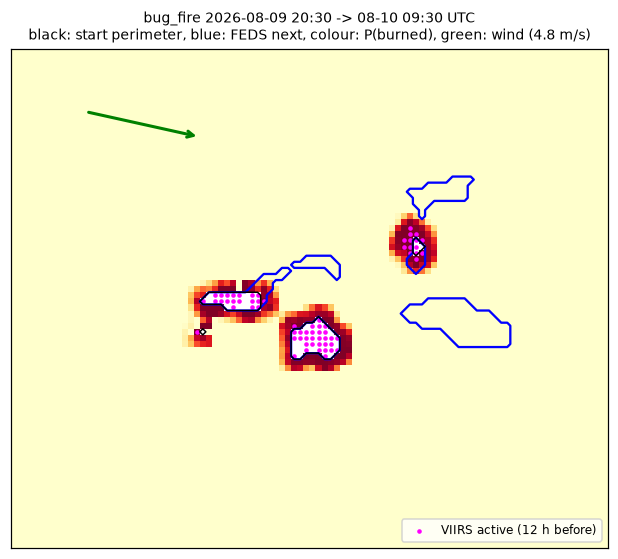 bug_fire 2026-08-09 20:30 -> 08-10 09:30 UTC
black: start perimeter, blue: FEDS next, colour: P(burned), green: wind (4.8 m/s)
VIIRS active (12 h before)